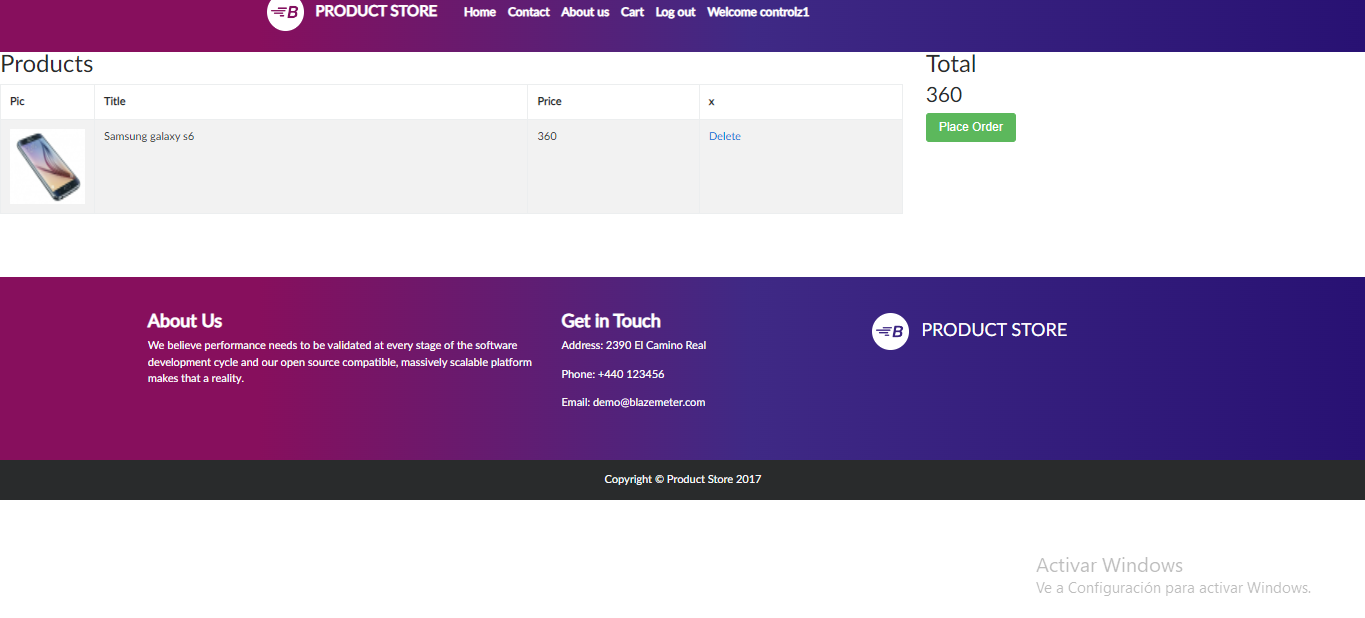 B PRODUCT STORE Home Contact About us Cart Log out Welcome controlz1
Products
Total
Pic Title Price x
360
Samsung galaxy s6 360 Delete
Place Order
About Us
We believe performance needs to be validated at every stage of the software
development cycle and our open source compatible, massively scalable platform
makes that a reality.
Get in Touch
Address: 2390 El Camino Real
Phone: +440 123456
Email: demo@blazemeter.com
B PRODUCT STORE
Copyright © Product Store 2017
Activar Windows
Ve a Configuración para activar Windows.